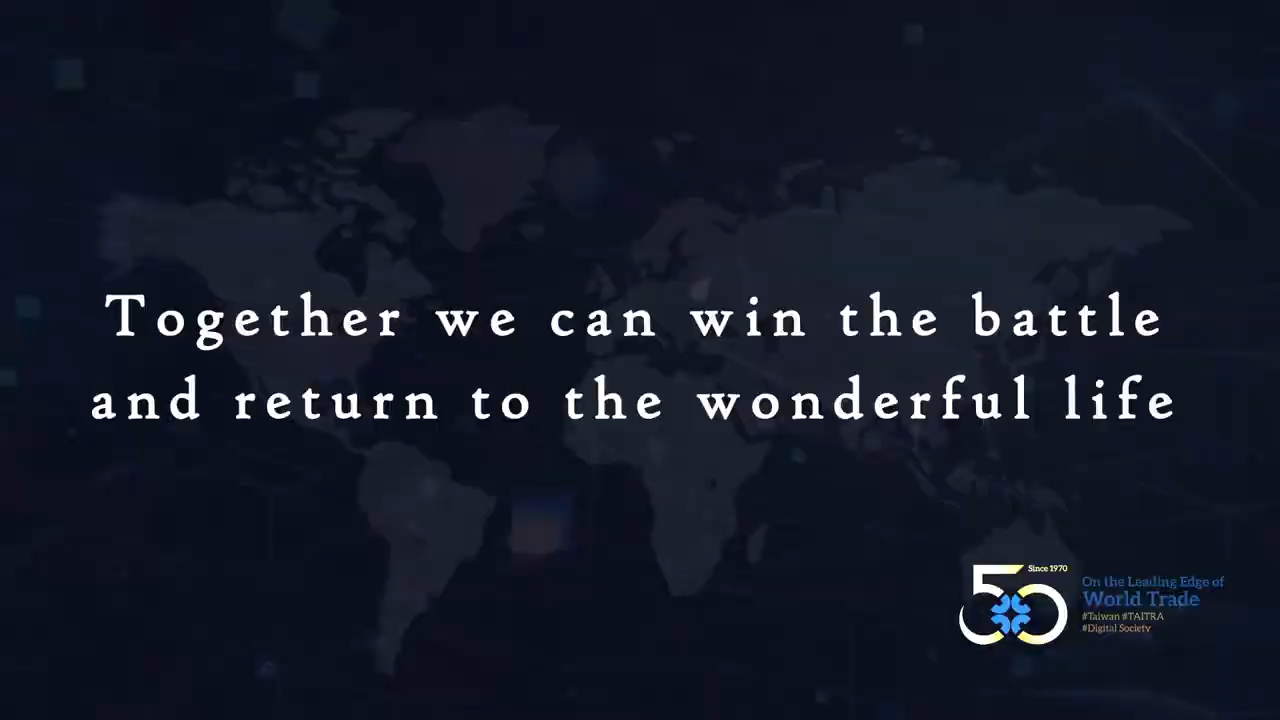 Together we can win the battle
and return to the wonderful life
Since 1970
50
On the Leading Edge of
World Trade
#Taiwan #TAITRA
#Digital Society